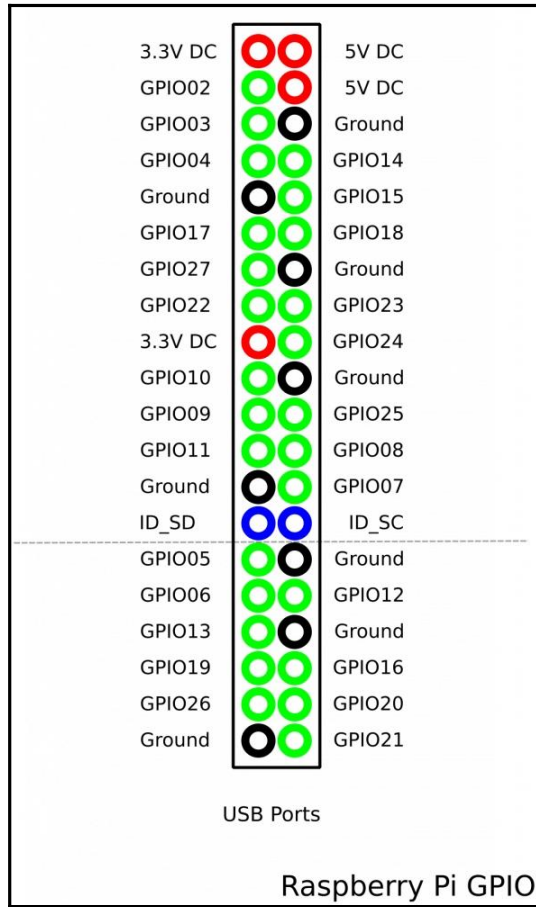 3.3V DC 5V DC
GPIO02 5V DC
GPIO03 Ground
GPIO04 GPIO14
Ground GPIO15
GPIO17 GPIO18
GPIO27 Ground
GPIO22 GPIO23
3.3V DC GPIO24
GPIO10 Ground
GPIO09 GPIO25
GPIO11 GPIO08
Ground GPIO07
ID_SD ID_SC
GPIO05 Ground
GPIO06 GPIO12
GPIO13 Ground
GPIO19 GPIO16
GPIO26 GPIO20
Ground GPIO21
USB Ports
Raspberry Pi GPIO